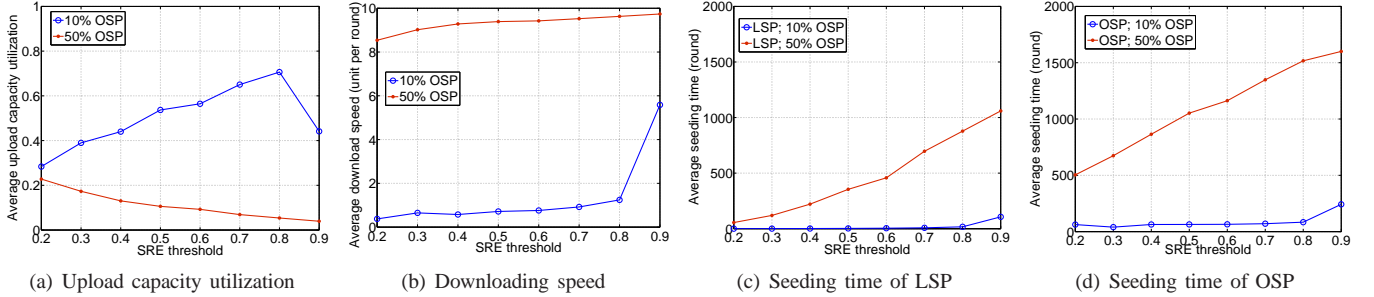 Average upload capacity utilization
1
0.8
0.6
0.4
0.2
0
10% OSP
50% OSP
0.2 0.3 0.4 0.5 0.6 0.7 0.8 0.9
SRE threshold
(a) Upload capacity utilization
Average download speed (unit per round)
10
8
6
4
2
0
10% OSP
50% OSP
0.2 0.3 0.4 0.5 0.6 0.7 0.8 0.9
SRE threshold
(b) Downloading speed
Average seeding time (round)
2000
1500
1000
500
0
LSP; 10% OSP
LSP; 50% OSP
0.2 0.3 0.4 0.5 0.6 0.7 0.8 0.9
SRE threshold
(c) Seeding time of LSP
Average seeding time (round)
2000
1500
1000
500
0
OSP; 10% OSP
OSP; 50% OSP
0.2 0.3 0.4 0.5 0.6 0.7 0.8 0.9
SRE threshold
(d) Seeding time of OSP